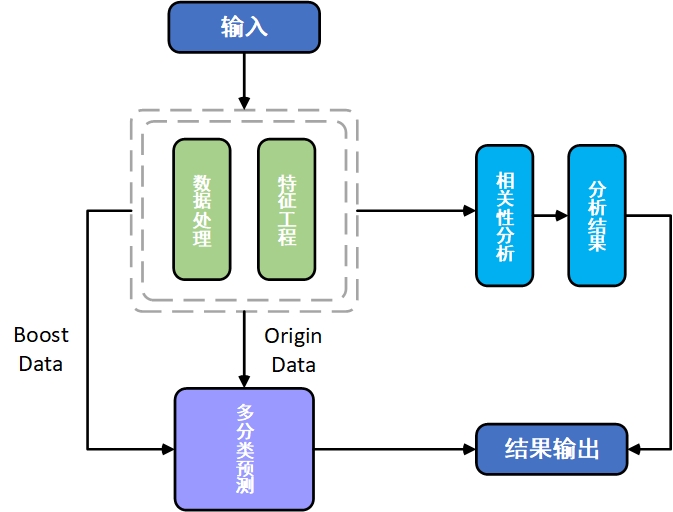 输入
数据处理
特征工程
相关性分析
分析结果
Boost
Data
Origin
Data
多分类预测
结果输出